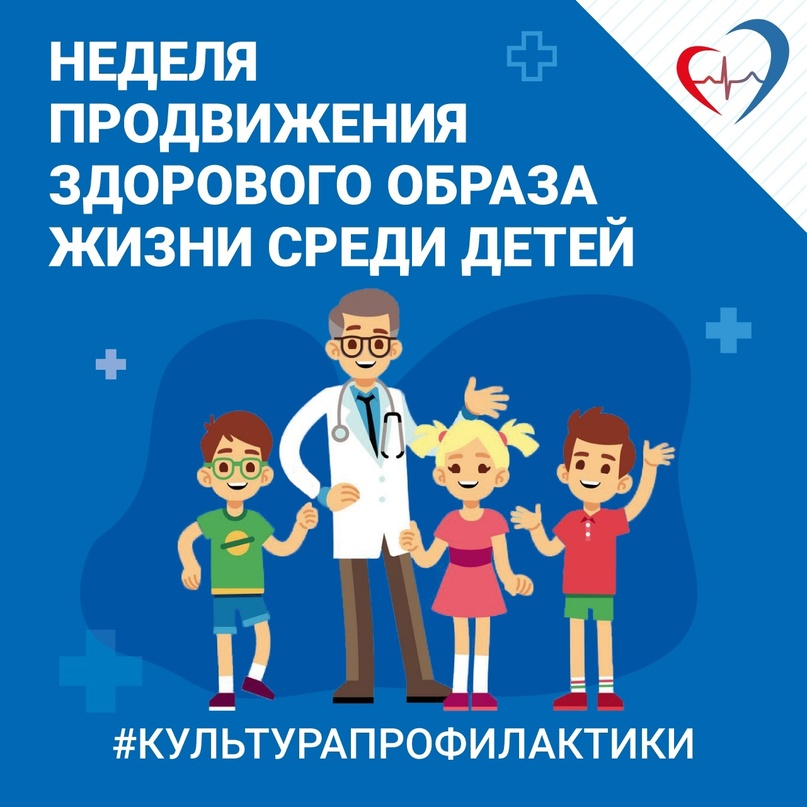 НЕДЕЛЯ
ПРОДВИЖЕНИЯ
ЗДОРОВОГО ОБРАЗА
ЖИЗНИ СРЕДИ ДЕТЕЙ
#КУЛЬТУРАПРОФИЛАКТИКИ